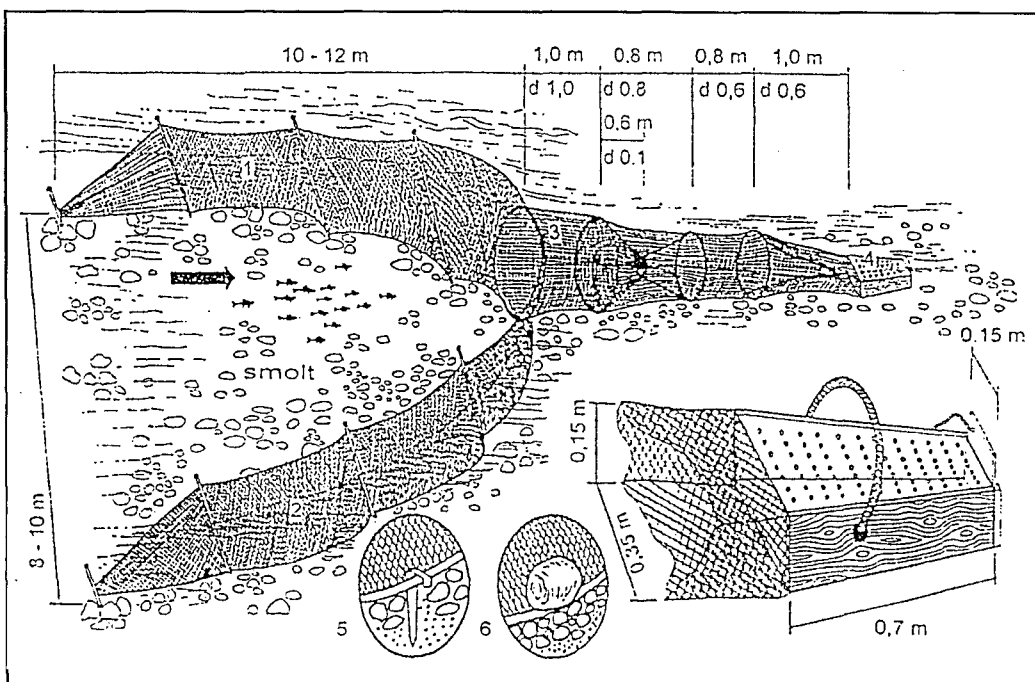 10 - 12 m 1,0 m 0,8 m 0,8 m 1,0 m
d 1,0 d 0.8 d 0,6 d 0,6
0,6 m
d 0.1
1
3
4
smolt
2
8 - 10 m
5
6
0.15 m
0,15 m
0,35 m
0,7 m